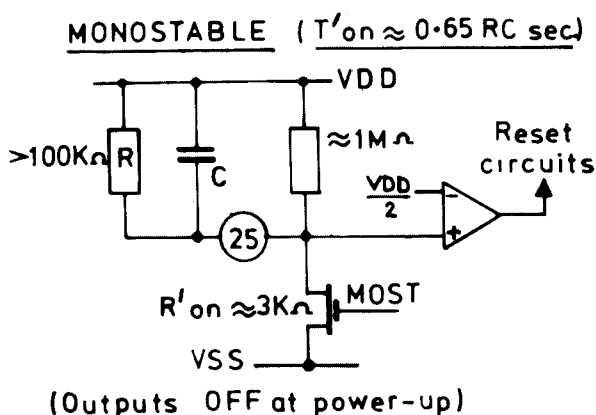 MONOSTABLE (T'on ≈ 0·65 RC sec)
VDD
>100KΩ
R
C
≈1MΩ
Reset
circuits
VDD
2
-
+
25
R'on ≈3KΩ
MOST
VSS
(Outputs OFF at power-up)